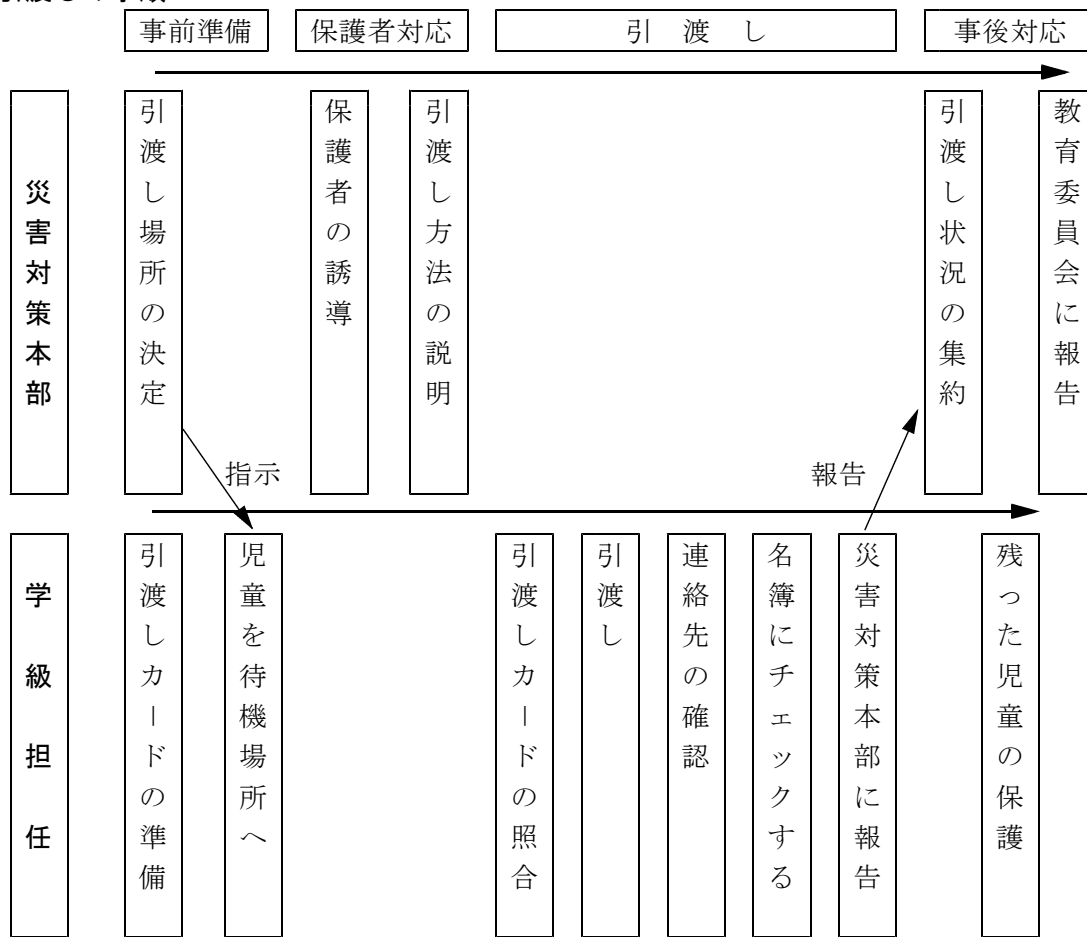 事前準備
保護者対応
引渡し
事後対応
災害対策本部
引渡し場所の決定
保護者の誘導
引渡し方法の説明
引渡し状況の集約
教育委員会に報告
指示
報告
学級担任
引渡しカードの準備
児童を待機場所へ
引渡しカードの照合
引渡し
連絡先の確認
名簿にチェックする
災害対策本部に報告
残った児童の保護